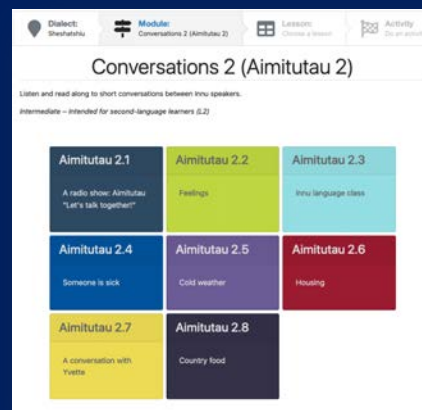 Dialect:
Sheshatshiu
Module:
Conversations 2 (Aimitutau 2)
Lesson:
Choose a lesson
Activity
Do an activity
Conversations 2 (Aimitutau 2)
Listen and read along to short conversations between Innu speakers.
Intermediate – Intended for second-language learners (L2)
Aimitutau 2.1
A radio show: Aimitutau
"Let's talk together!"
Aimitutau 2.2
Feelings
Aimitutau 2.3
Innu language class
Aimitutau 2.4
Someone is sick
Aimitutau 2.5
Cold weather
Aimitutau 2.6
Housing
Aimitutau 2.7
A conversation with
Yvette
Aimitutau 2.8
Country food